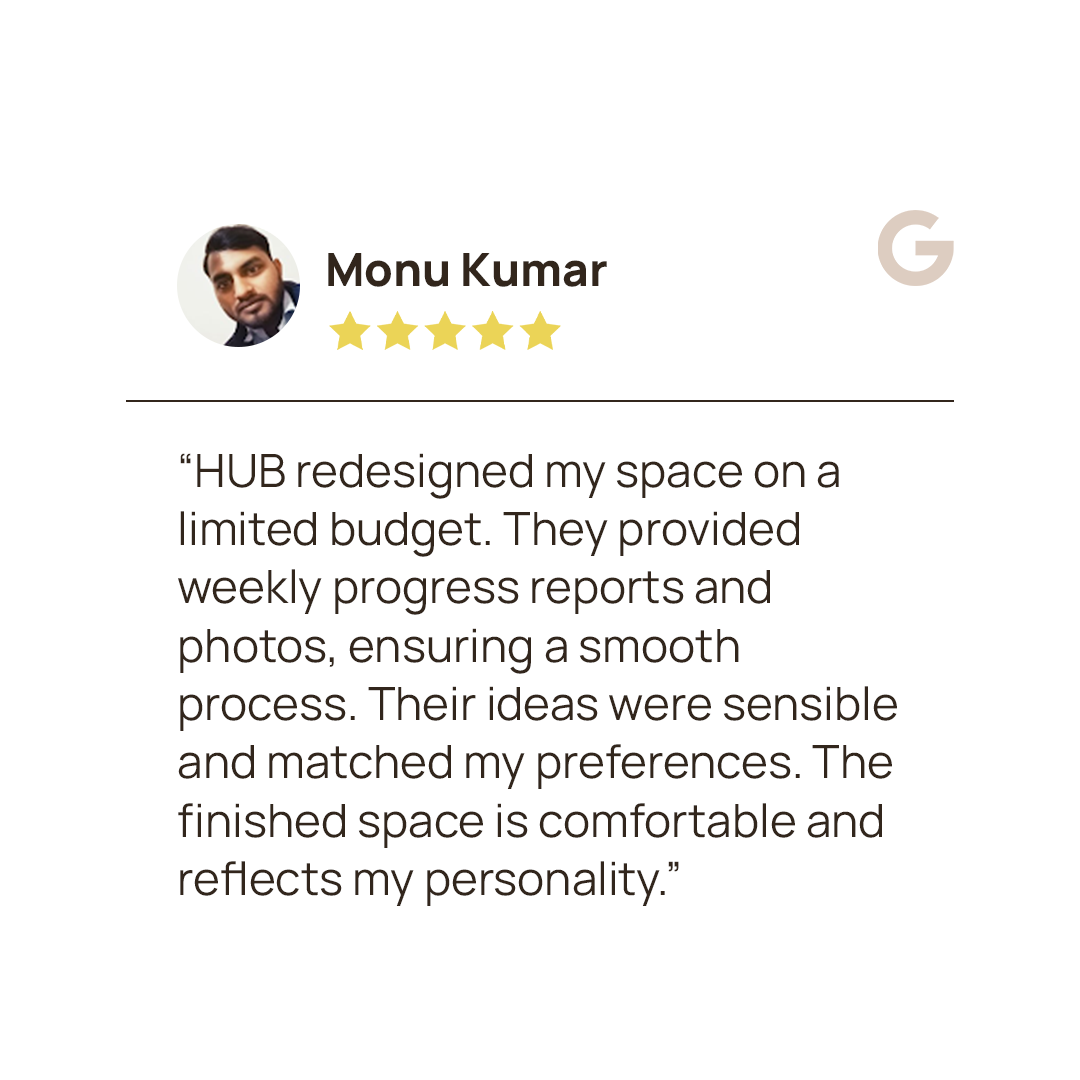 Monu Kumar
G
“HUB redesigned my space on a
limited budget. They provided
weekly progress reports and
photos, ensuring a smooth
process. Their ideas were sensible
and matched my preferences. The
finished space is comfortable and
reflects my personality.”